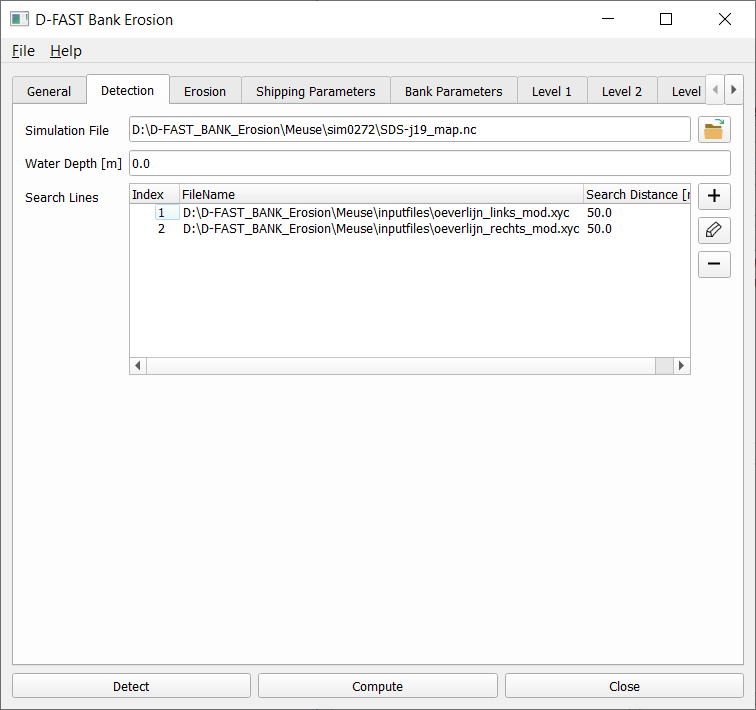 D-FAST Bank Erosion
File Help
General Detection Erosion Shipping Parameters Bank Parameters Level 1 Level 2 Level
Simulation File D:\D-FAST_BANK_Erosion\Meuse\sim0272\SDS-j19_map.nc
Water Depth [m] 0.0
Search Lines Index FileName Search Distance [m
1 D:\D-FAST_BANK_Erosion\Meuse\inputfiles\oeverlijn_links_mod.xyc 50.0
2 D:\D-FAST_BANK_Erosion\Meuse\inputfiles\oeverlijn_rechts_mod.xyc 50.0
Detect Compute Close